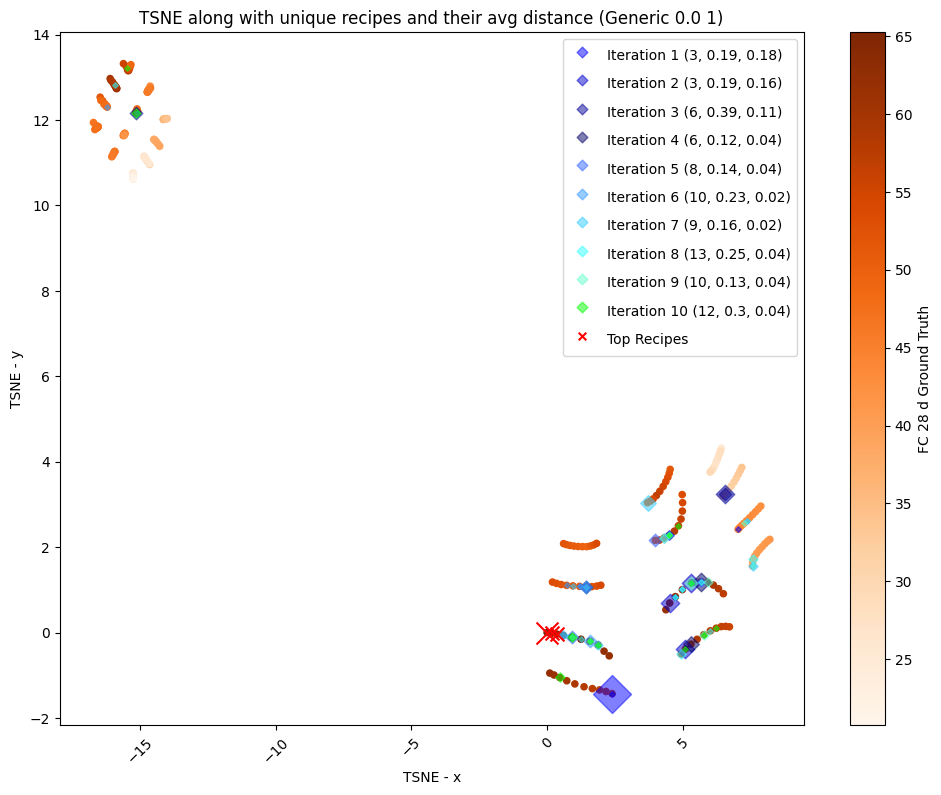 TSNE along with unique recipes and their avg distance (Generic 0.0 1)
14
12
10
8
6
4
2
0
−2
TSNE - y
−15
−10
−5
0
5
TSNE - x
Iteration 1 (3, 0.19, 0.18)
Iteration 2 (3, 0.19, 0.16)
Iteration 3 (6, 0.39, 0.11)
Iteration 4 (6, 0.12, 0.04)
Iteration 5 (8, 0.14, 0.04)
Iteration 6 (10, 0.23, 0.02)
Iteration 7 (9, 0.16, 0.02)
Iteration 8 (13, 0.25, 0.04)
Iteration 9 (10, 0.13, 0.04)
Iteration 10 (12, 0.3, 0.04)
Top Recipes
65
60
55
50
45
40
35
30
25
FC 28 d Ground Truth